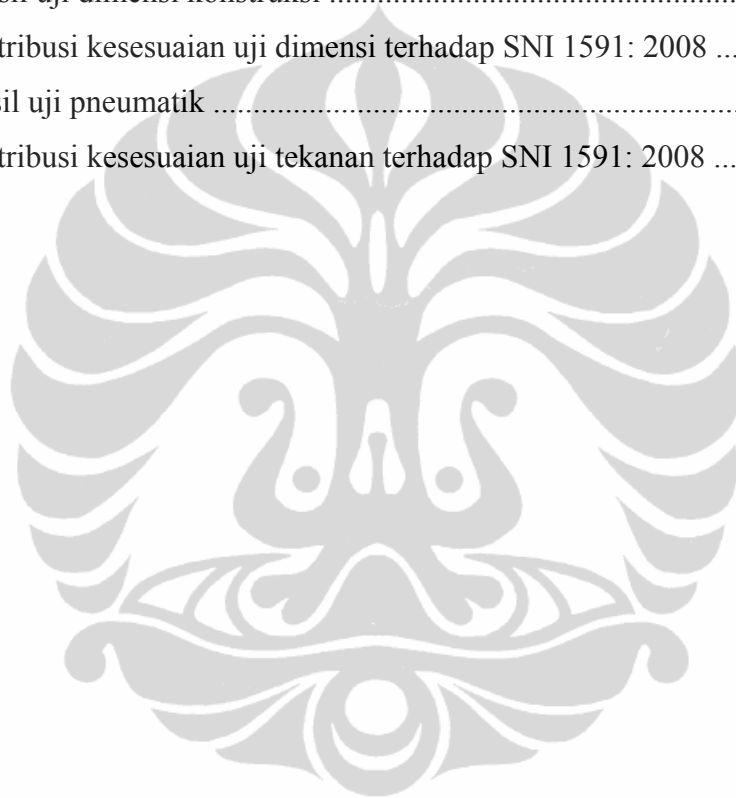 sil uji dimensi konstruksi ...................................................
tribusi kesesuaian uji dimensi terhadap SNI 1591: 2008 ...
sil uji pneumatik ..................................................................
tribusi kesesuaian uji tekanan terhadap SNI 1591: 2008 ...